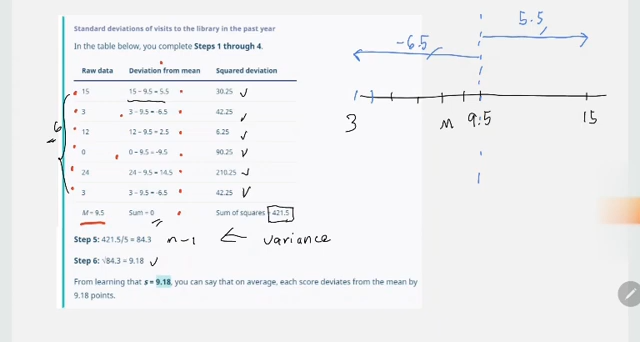 Standard deviations of visits to the library in the past year
In the table below, you complete Steps 1 through 4.
Raw data Deviation from mean Squared deviation
15 15 – 9.5 = 5.5 30.25
3 3 – 9.5 = -6.5 42.25
12 12 – 9.5 = 2.5 6.25
0 0 – 9.5 = -9.5 90.25
24 24 – 9.5 = 14.5 210.25
3 3 – 9.5 = -6.5 42.25
M = 9.5 Sum = 0 Sum of squares = 421.5
6
Step 5: 421.5/5 = 84.3 n-1 ← variance
Step 6: √84.3 = 9.18
From learning that s = 9.18, you can say that on average, each score deviates from the mean by
9.18 points.
-6.5 5.5
3 M 9.5 15